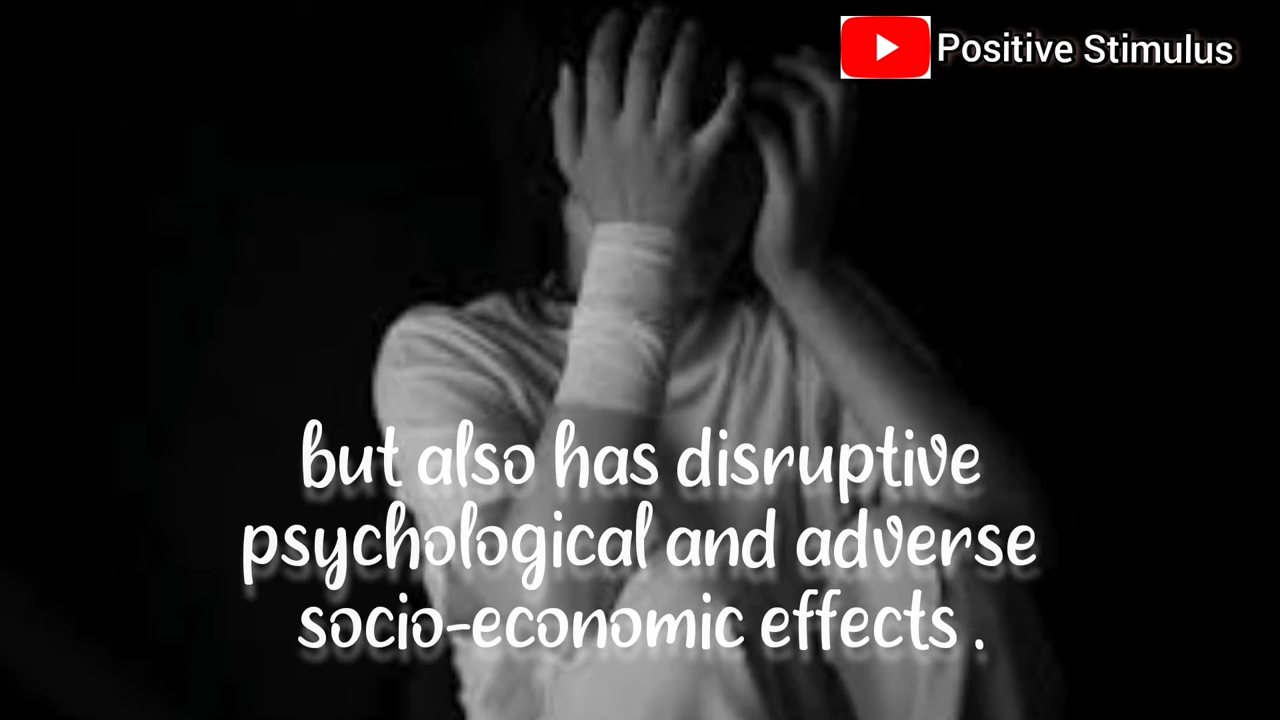 Positive Stimulus
but also has disruptive
psychological and adverse
socio-economic effects .